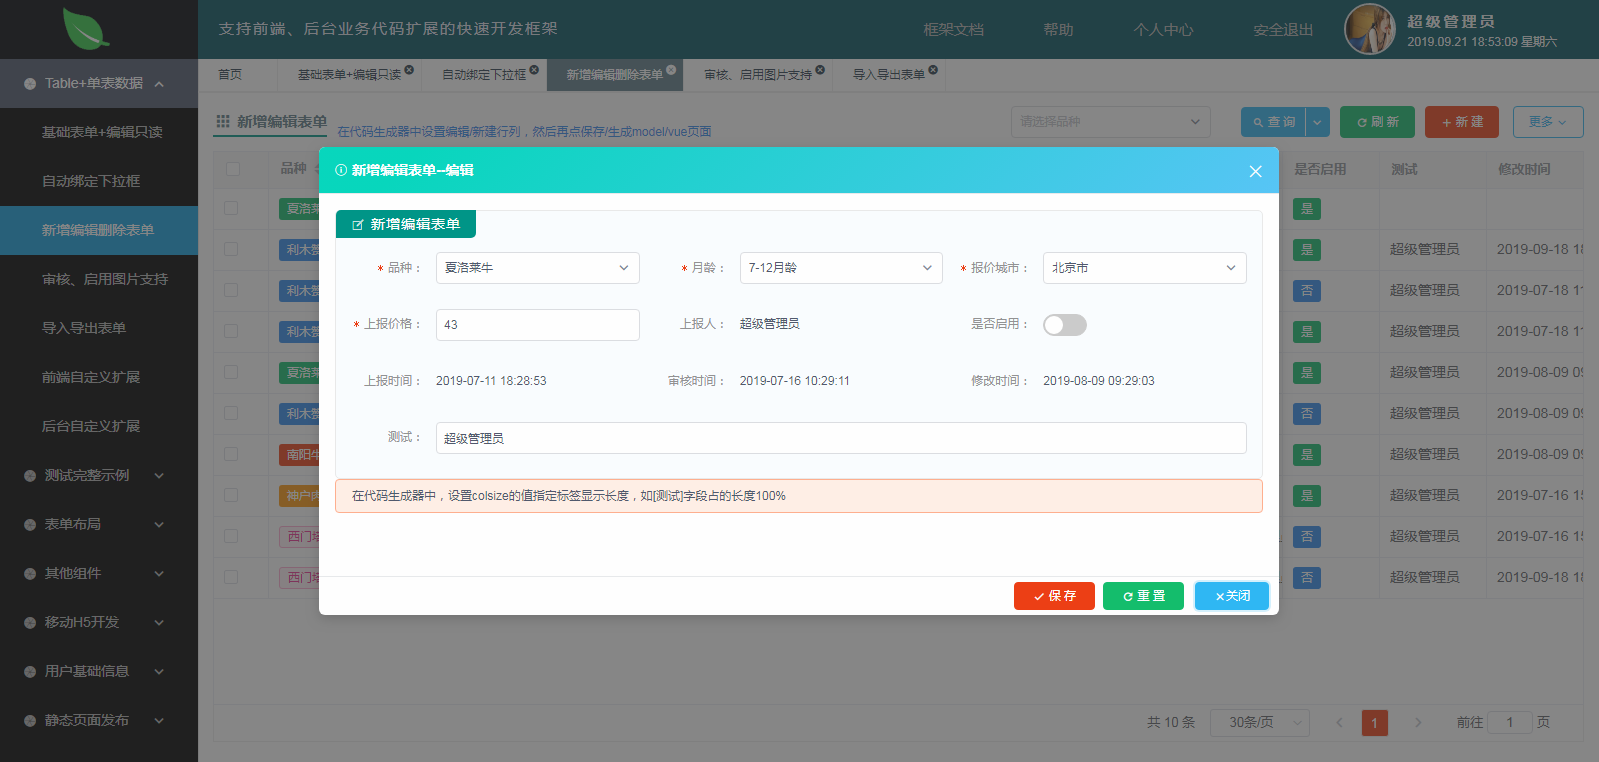 支持前端、后台业务代码扩展的快速开发框架
框架文档
帮助
个人中心
安全退出
超级管理员
2019.09.21 18:53:09 星期六
Table+单表数据
基础表单+编辑只读
自动绑定下拉框
新增编辑删除表单
审核、启用图片支持
导入导出表单
前端自定义扩展
后台自定义扩展
测试完整示例
表单布局
其他组件
移动H5开发
用户基础信息
静态页面发布
首页
基础表单+编辑只读
自动绑定下拉框
新增编辑删除表单
审核、启用图片支持
导入导出表单
新增编辑表单
在代码生成器中设置编辑/新建行列，然后再点保存/生成model/vue页面
请选择品种
查 询
刷 新
+ 新 建
更多
品种
是否启用
测试
修改时间
夏洛莱
是
利木赞
是
超级管理员
2019-09-18 18
利木赞
否
超级管理员
2019-07-18 11
利木赞
是
超级管理员
2019-07-18 11
夏洛莱
是
超级管理员
2019-08-09 09
利木赞
否
超级管理员
2019-08-09 09
南阳牛
是
超级管理员
2019-08-09 09
神户肉
是
超级管理员
2019-07-16 15
西门塔
否
超级管理员
2019-07-16 15
西门塔
否
超级管理员
2019-09-18 18
新增编辑表单--编辑
新增编辑表单
* 品种：
夏洛莱牛
* 月龄：
7-12月龄
* 报价城市：
北京市
* 上报价格：
43
上报人：
超级管理员
是否启用：
上报时间：
2019-07-11 18:28:53
审核时间：
2019-07-16 10:29:11
修改时间：
2019-08-09 09:29:03
测试：
超级管理员
在代码生成器中，设置colsize的值指定标签显示长度，如[测试]字段占的长度100%
保 存
重 置
×关闭
共 10 条
30条/页
1
前往
1
页